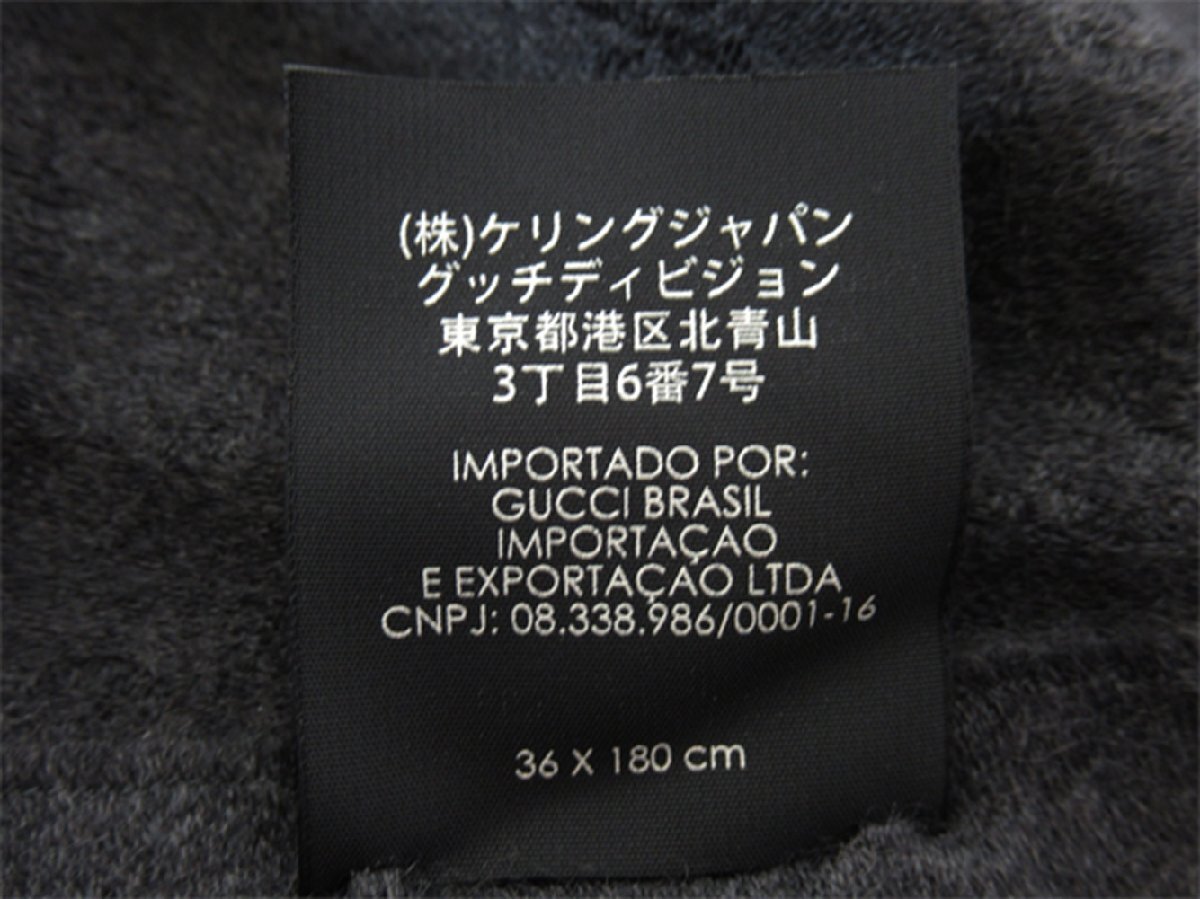 (株)ケリングジャパン
グッチディビジョン
東京都港区北青山
3丁目6番7号
IMPORTADO POR:
GUCCI BRASIL
IMPORTAÇAO
E EXPORTAÇAO LTDA
CNPJ: 08.338.986/0001-16
36 X 180 cm